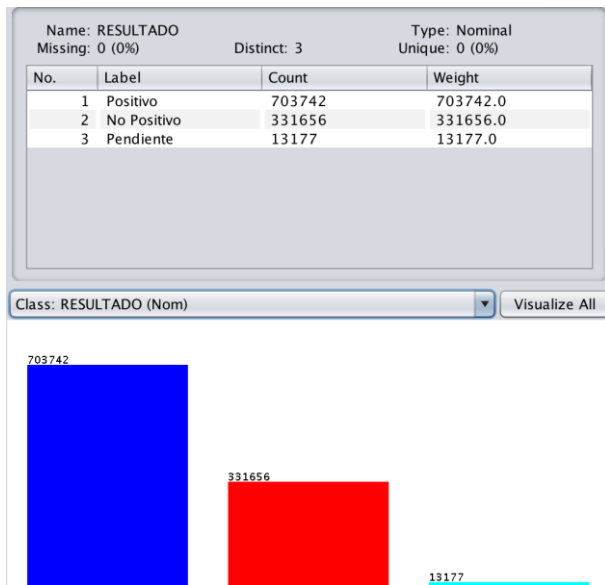 Name: RESULTADO Type: Nominal
Missing: 0 (0%) Distinct: 3 Unique: 0 (0%)
No. Label Count Weight
1 Positivo 703742 703742.0
2 No Positivo 331656 331656.0
3 Pendiente 13177 13177.0
Class: RESULTADO (Nom) Visualize All
703742
331656
13177